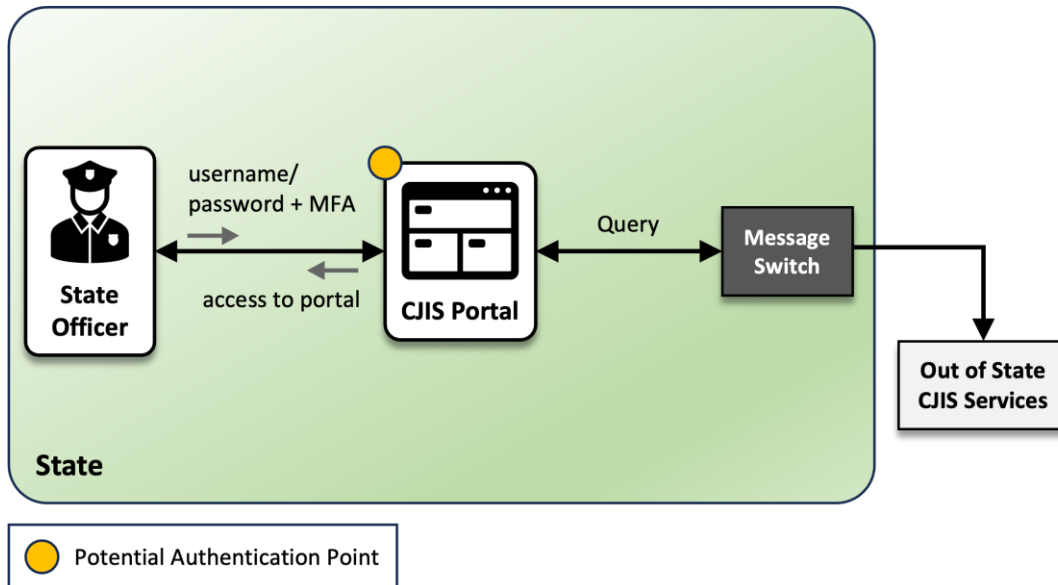 username/
password + MFA
access to portal
State
Officer
CJIS Portal
Query
Message
Switch
Out of State
CJIS Services
State
Potential Authentication Point